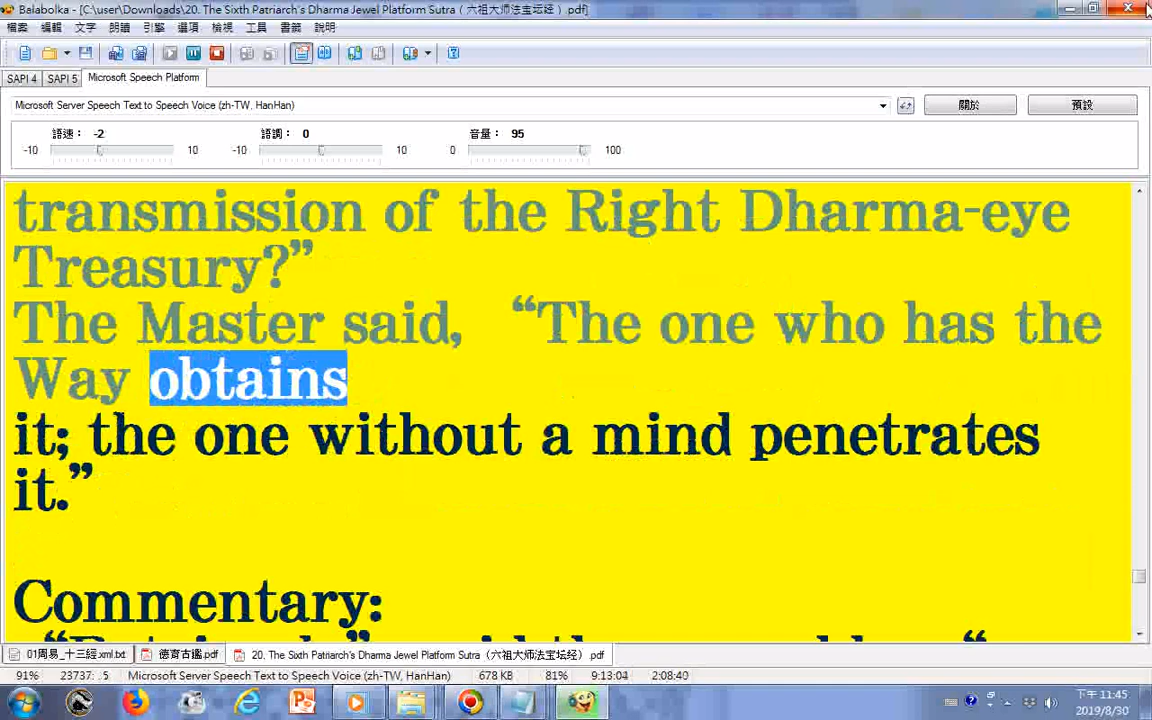 Balabolka - [C:\user\Downloads\20. The Sixth Patriarch's Dharma Jewel Platform Sutra（六祖大师法宝坛经）.pdf]
檔案 編輯 文字 朗讀 引擎 選項 檢視 工具 書籤 說明
SAPI 4 SAPI 5 Microsoft Speech Platform
Microsoft Server Speech Text to Speech Voice (zh-TW, HanHan) 關於 預設
語速： -2 語調： 0 音量： 95
-10 10 -10 10 0 100
transmission of the Right Dharma-eye
Treasury?”
The Master said, “The one who has the
Way obtains
it; the one without a mind penetrates
it.”
Commentary:
01周易_十三經.xml.txt 德育古鑑.pdf 20. The Sixth Patriarch's Dharma Jewel Platform Sutra（六祖大师法宝坛经）.pdf
91% 23737: .5 Microsoft Server Speech Text to Speech Voice (zh-TW, HanHan) 678 KB 81% 9:13:04 2:08:40
下午 11:45
2019/8/30